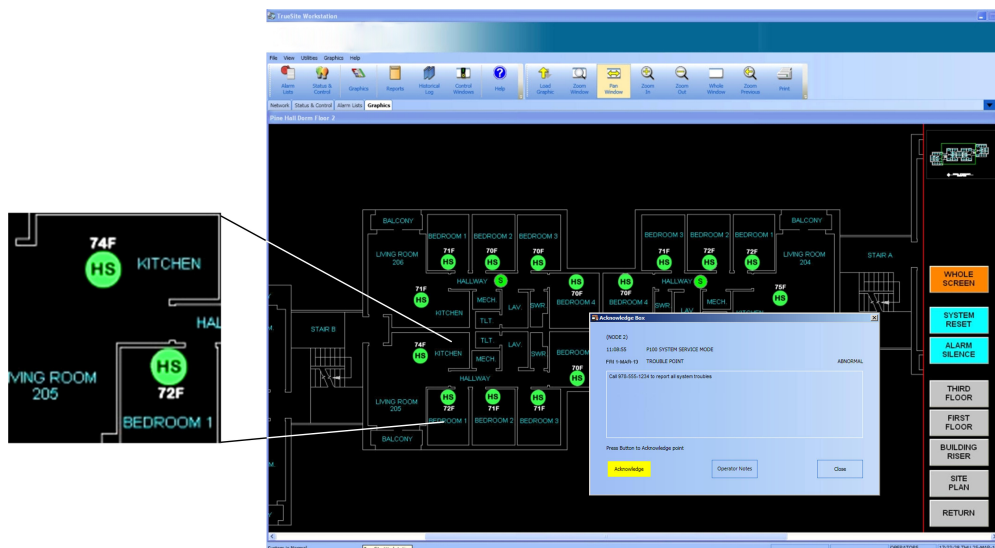 TrueSite Workstation
File View Utilities Graphics Help
Alarm Lists
Status & Control
Graphics
Reports
Historical Log
Control Windows
Help
Load Graphic
Zoom Window
Pan Window
Zoom In
Zoom Out
Whole Window
Zoom Previous
Print
Network Status & Control Alarm Lists Graphics
Pine Hall Dorm Floor 2
74F
HS
KITCHEN
HAL
HS
72F
VING ROOM
205
BEDROOM 1
BALCONY
BEDROOM 1
BEDROOM 2
BEDROOM 3
LIVING ROOM
206
71F
HS
70F
HS
70F
HS
HALLWAY
S
71F
HS
KITCHEN
MECH.
LAV.
SWR
TLT.
HS
70F
BEDROOM 4
HS
70F
BEDROOM 4
BEDROOM 3
BEDROOM 2
BEDROOM 1
BALCONY
71F
HS
72F
HS
72F
HS
LIVING ROOM
204
HALLWAY
S
75F
HS
SWR
LAV.
MECH.
STAIR A
STAIR B
74F
HS
KITCHEN
TLT.
MECH.
LAV.
SWR
BEDROOM
70F
HS
HALLWAY
LIVING ROOM
205
HS
72F
BEDROOM 1
HS
71F
BEDROOM 2
HS
71F
BEDROOM 3
BALCONY
Acknowledge Box
(NODE 2)
11:08:55 P100 SYSTEM SERVICE MODE
FRI 1-MAR-13 TROUBLE POINT ABNORMAL
Call 978-555-1234 to report all system troubles
Press Button to Acknowledge point
Acknowledge
Operator Notes
Close
WHOLE
SCREEN
SYSTEM
RESET
ALARM
SILENCE
THIRD
FLOOR
FIRST
FLOOR
BUILDING
RISER
SITE
PLAN
RETURN